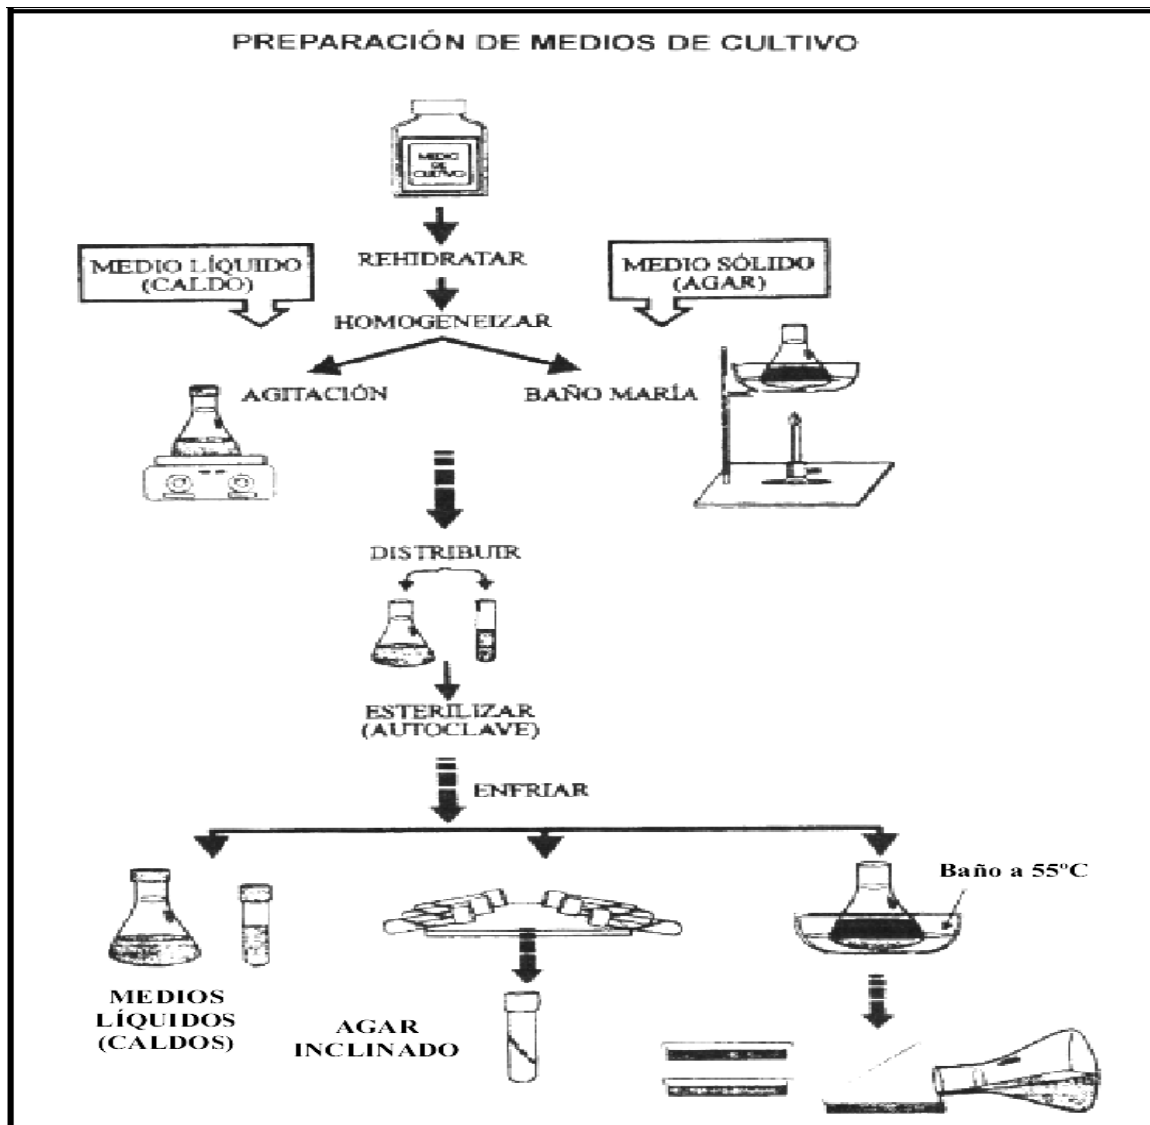 PREPARACIÓN DE MEDIOS DE CULTIVO
MEDIO
DE
CULTIVO
REHIDRATAR
MEDIO LÍQUIDO
(CALDO)
MEDIO SÓLIDO
(AGAR)
HOMOGENEIZAR
AGITACIÓN
BAÑO MARÍA
DISTRIBUIR
ESTERILIZAR
(AUTOCLAVE)
ENFRIAR
Baño a 55ºC
MEDIOS
LÍQUIDOS
(CALDOS)
AGAR
INCLINADO